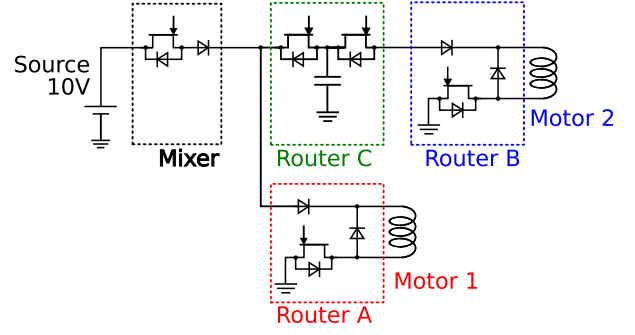 Source
10V
Mixer
Router C
Router B
Motor 2
Router A
Motor 1